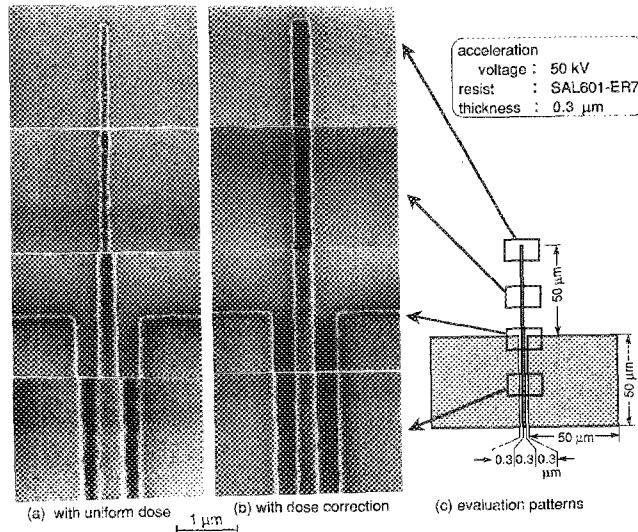 acceleration
voltage : 50 kV
resist : SAL601-ER7
thickness : 0.3 µm
50 µm
50 µm
50 µm
0.3 0.3 0.3
µm
(a) with uniform dose
(b) with dose correction
(c) evaluation patterns
1 µm